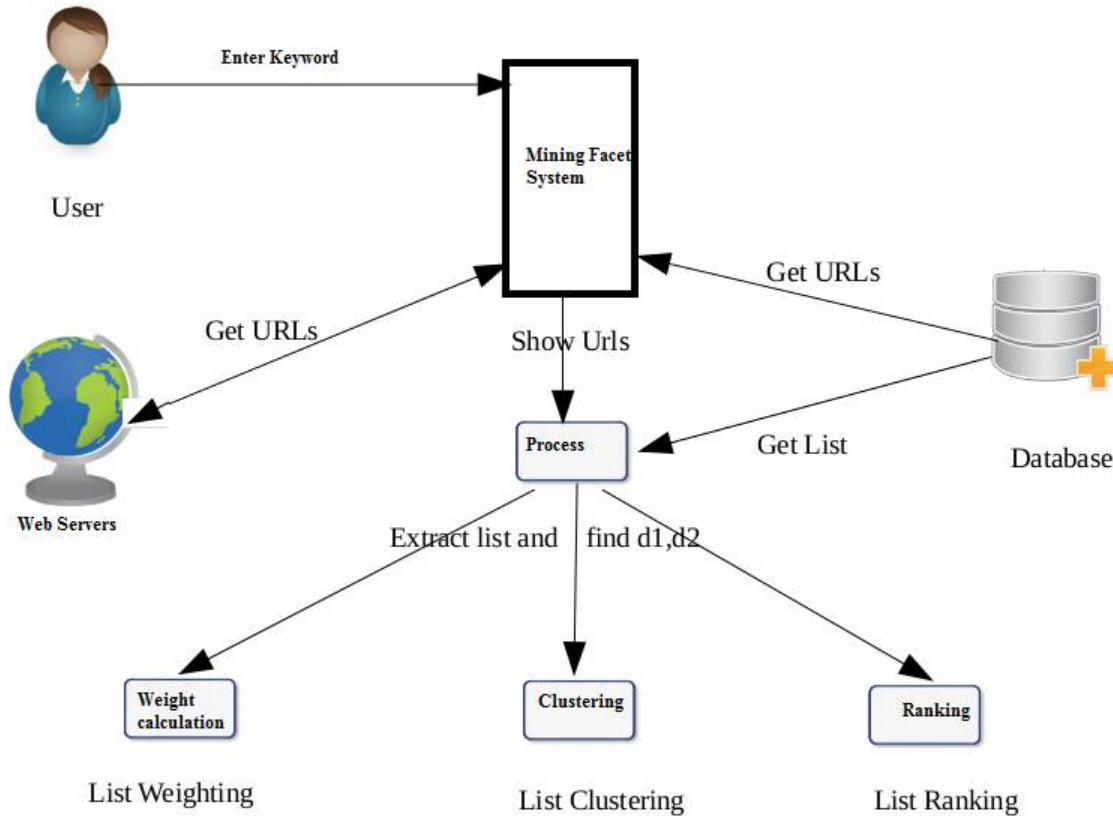 Enter Keyword
Mining Facet
System
User
Get URLs
Get URLs
Show Urls
Process
Get List
Database
Web Servers
Extract list and find d1,d2
Weight
calculation
Clustering
Ranking
List Weighting
List Clustering
List Ranking